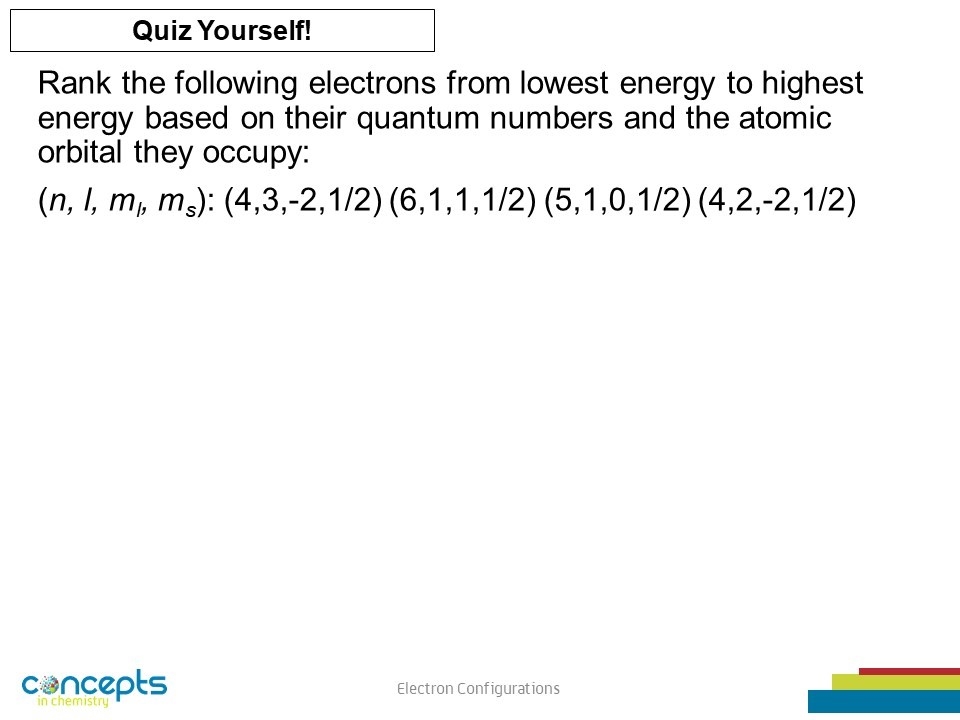 Quiz Yourself!
Rank the following electrons from lowest energy to highest
energy based on their quantum numbers and the atomic
orbital they occupy:
(n, l, ml, ms): (4,3,-2,1/2) (6,1,1,1/2) (5,1,0,1/2) (4,2,-2,1/2)
concepts
in chemistry
Electron Configurations